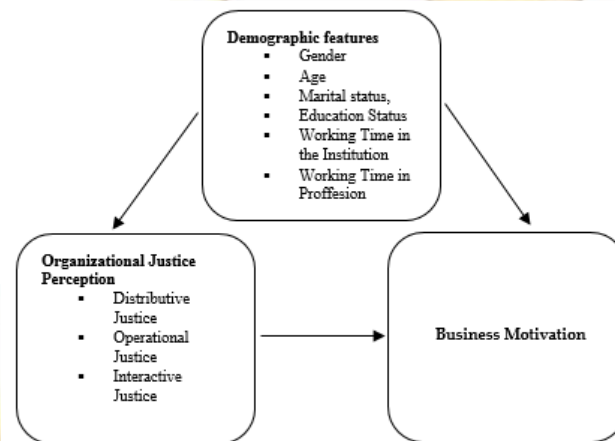 Demographic features
▪ Gender
▪ Age
▪ Marital status,
▪ Education Status
▪ Working Time in
the Institution
▪ Working Time in
Proffesion
Organizational Justice
Perception
▪ Distributive
Justice
▪ Operational
Justice
▪ Interactive
Justice
Business Motivation